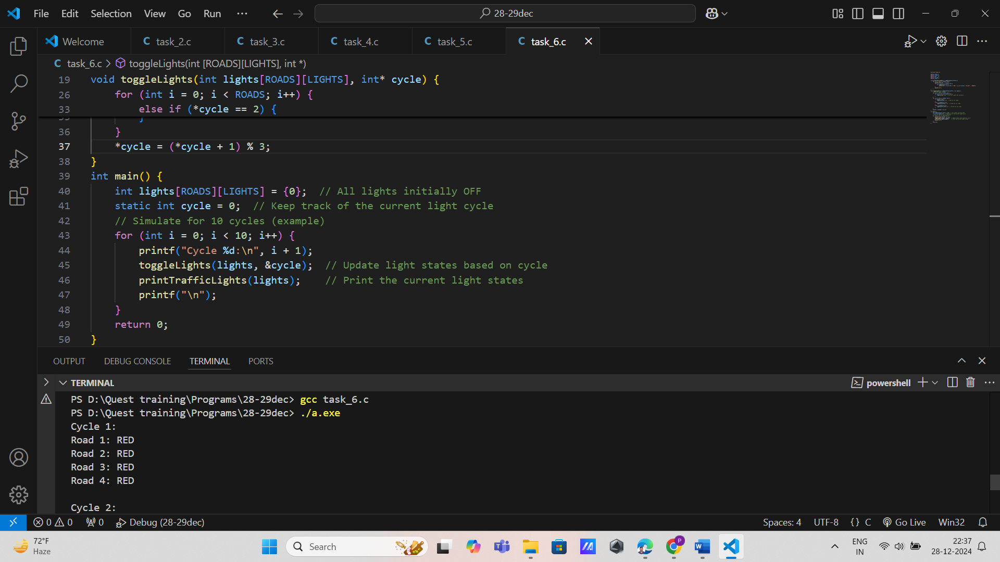 File Edit Selection View Go Run ··· 28-29dec
Welcome C task_2.c C task_3.c C task_4.c C task_5.c C task_6.c
C task_6.c > toggleLights(int [ROADS][LIGHTS], int *)
19 void toggleLights(int lights[ROADS][LIGHTS], int* cycle) {
26 for (int i = 0; i < ROADS; i++) {
33 else if (*cycle == 2) {
35 }
36 }
37 *cycle = (*cycle + 1) % 3;
38 }
39 int main() {
40 int lights[ROADS][LIGHTS] = {0};  // All lights initially OFF
41 static int cycle = 0;  // Keep track of the current light cycle
42 // Simulate for 10 cycles (example)
43 for (int i = 0; i < 10; i++) {
44 printf("Cycle %d:\n", i + 1);
45 toggleLights(lights, &cycle);  // Update light states based on cycle
46 printTrafficLights(lights);    // Print the current light states
47 printf("\n");
48 }
49 return 0;
50 }
OUTPUT DEBUG CONSOLE TERMINAL PORTS
TERMINAL powershell
PS D:\Quest training\Programs\28-29dec> gcc task_6.c
PS D:\Quest training\Programs\28-29dec> ./a.exe
Cycle 1:
Road 1: RED
Road 2: RED
Road 3: RED
Road 4: RED
Cycle 2:
0 0 0 Debug (28-29dec) Spaces: 4 UTF-8 {} C Go Live Win32
72°F
Haze
Search
P
W
ENG
IN
22:37
28-12-2024